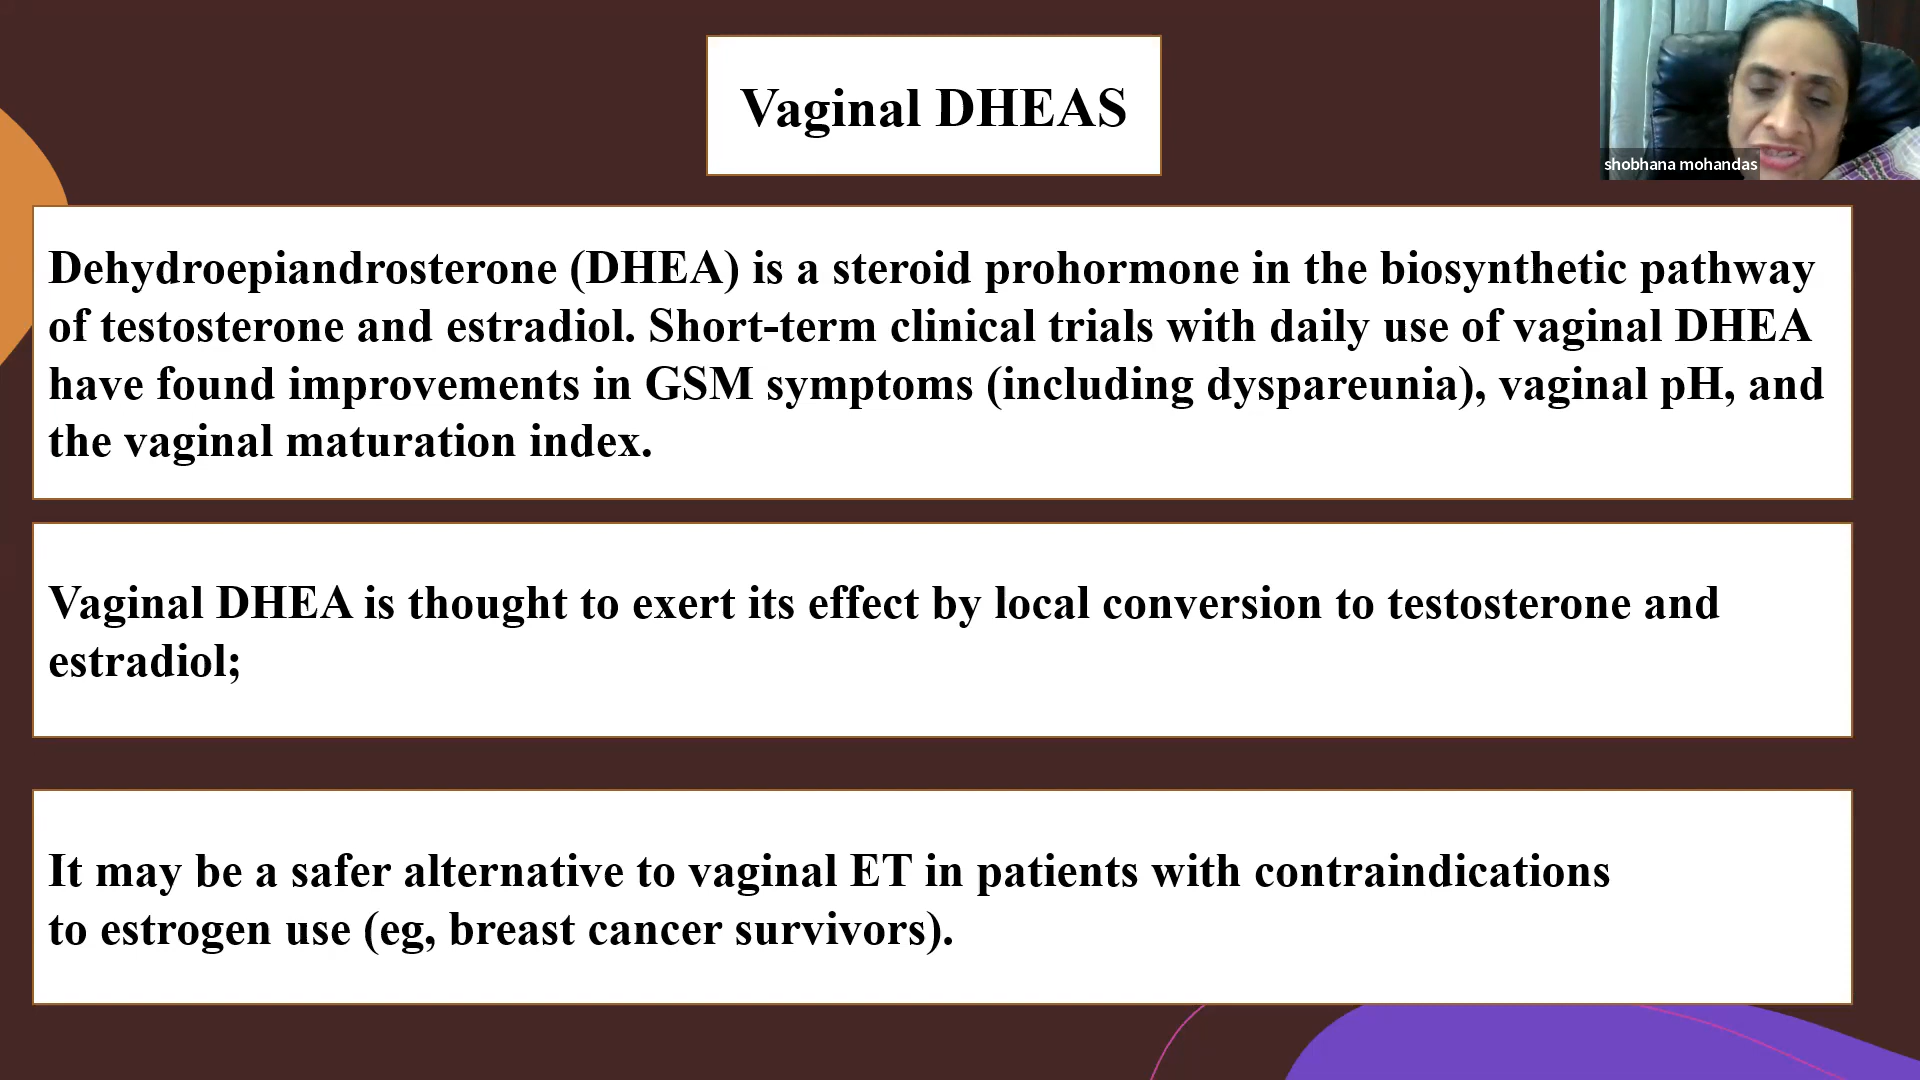 Vaginal DHEAS
shobhana mohandas
Dehydroepiandrosterone (DHEA) is a steroid prohormone in the biosynthetic pathway
of testosterone and estradiol. Short-term clinical trials with daily use of vaginal DHEA
have found improvements in GSM symptoms (including dyspareunia), vaginal pH, and
the vaginal maturation index.
Vaginal DHEA is thought to exert its effect by local conversion to testosterone and
estradiol;
It may be a safer alternative to vaginal ET in patients with contraindications
to estrogen use (eg, breast cancer survivors).